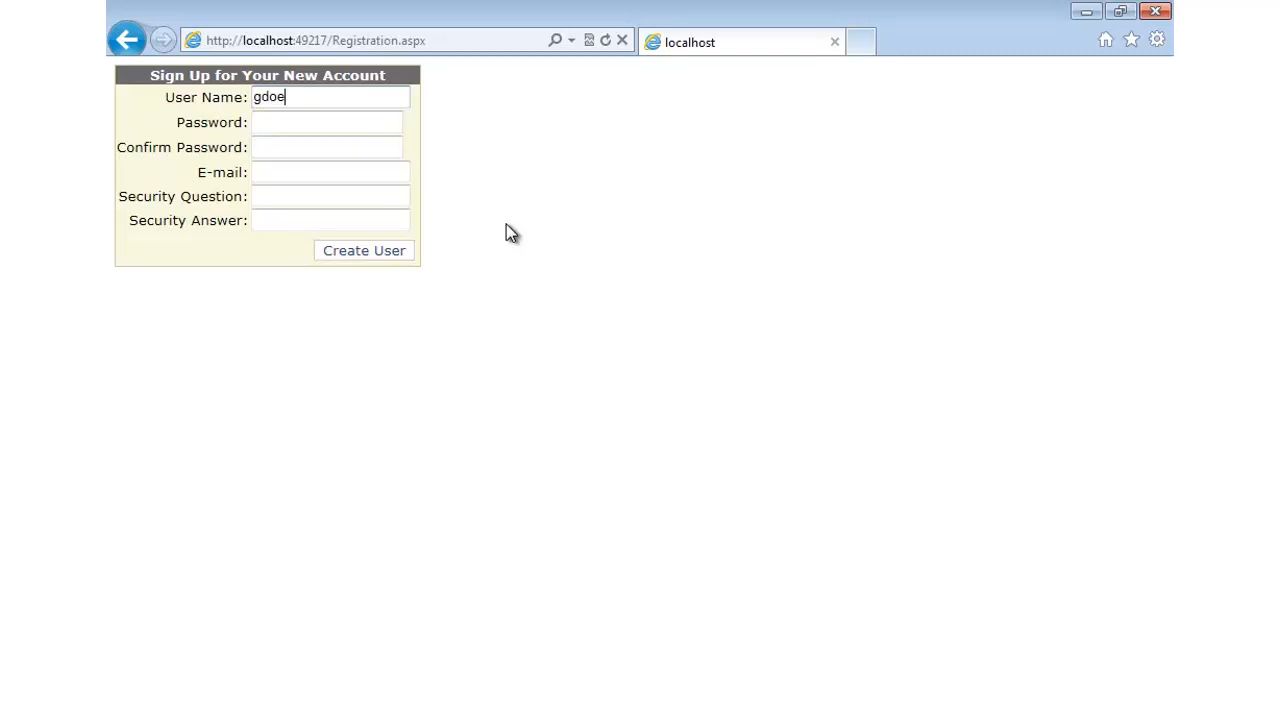 http://localhost:49217/Registration.aspx
localhost
Sign Up for Your New Account
User Name: gdoe
Password:
Confirm Password:
E-mail:
Security Question:
Security Answer:
Create User